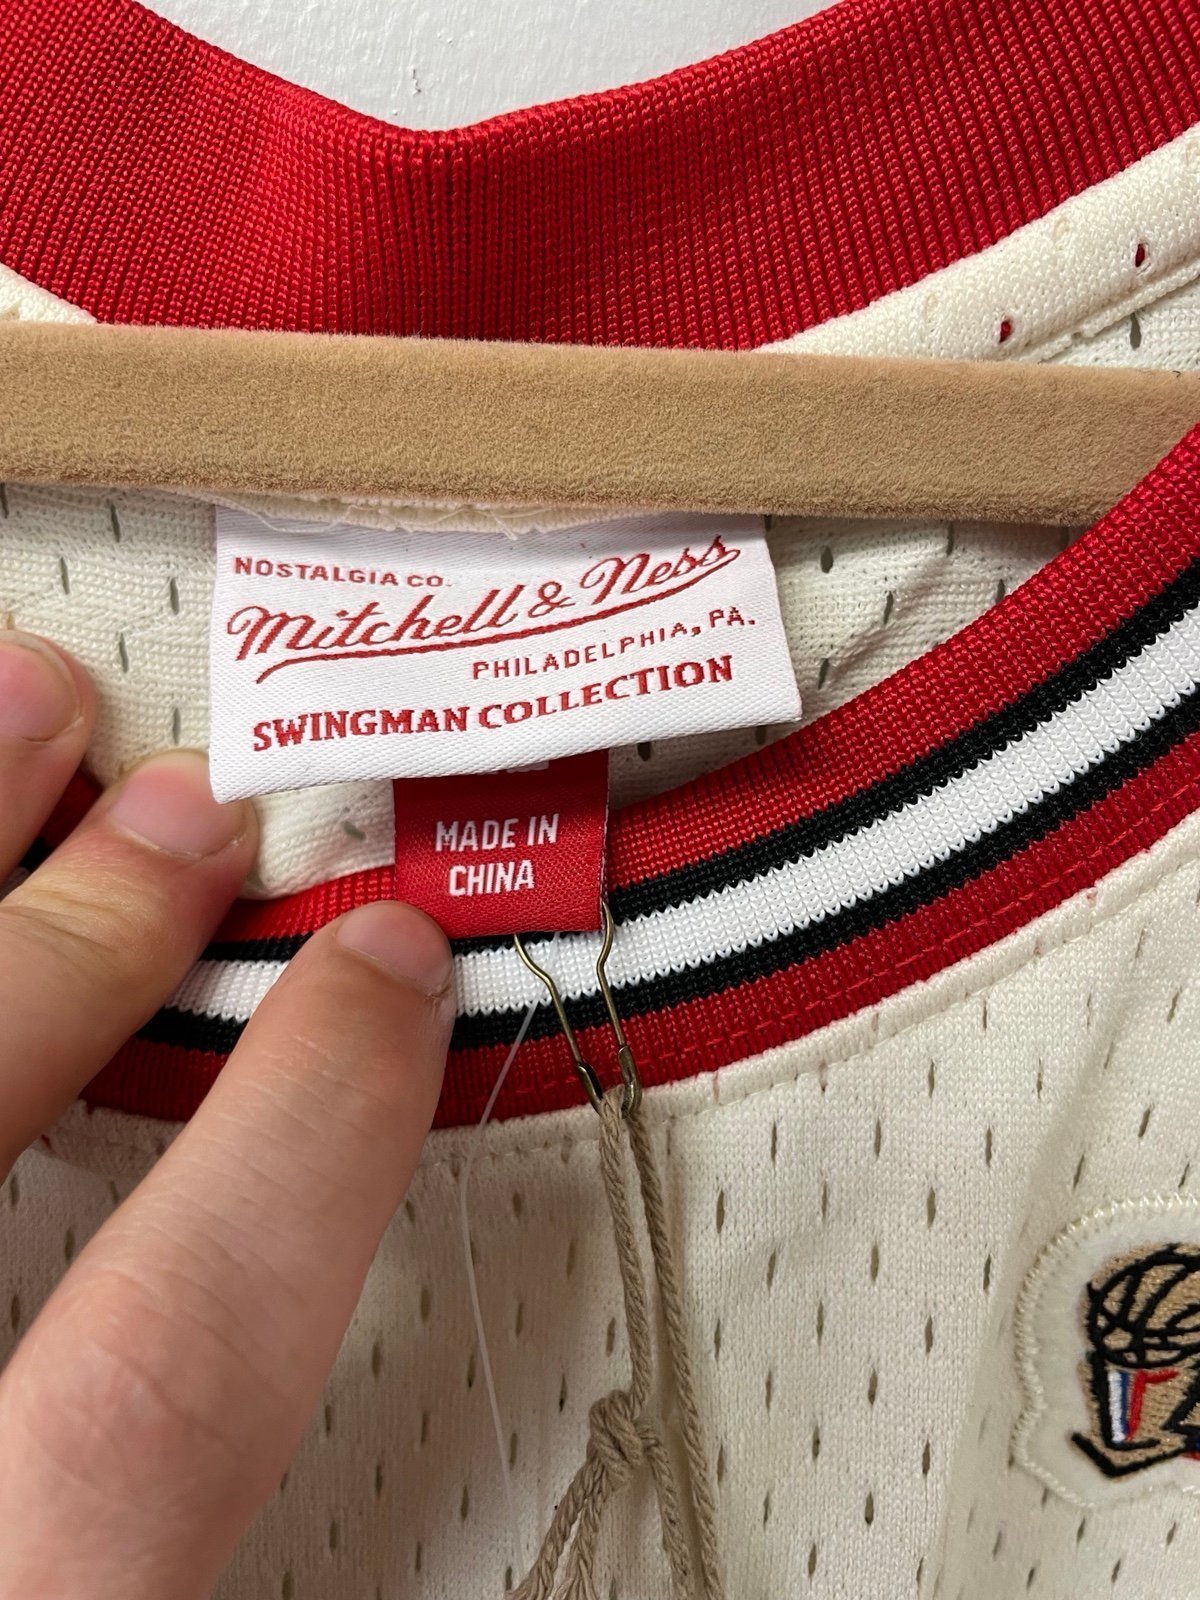 NOSTALGIA CO.
Mitchell & Ness
PHILADELPHIA, PA.
SWINGMAN COLLECTION
MADE IN
CHINA